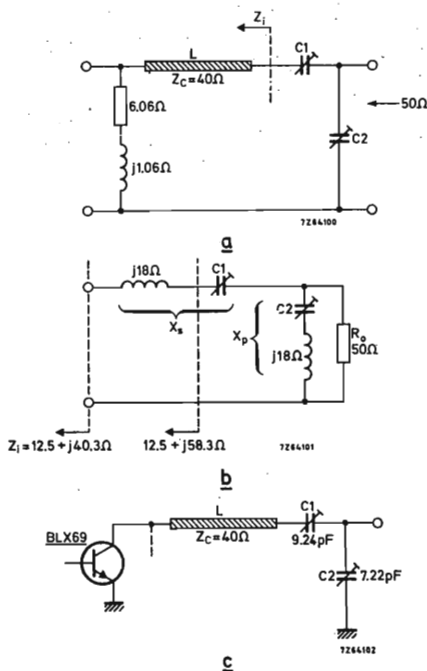 L
Zi
C1
ZC=40Ω
6.06Ω
50Ω
C2
j1.06Ω
7Z64100
a
j18Ω
C1
Xs
Xp
C2
j18Ω
Ro
50Ω
Zi=12.5+j40.3Ω
12.5+j58.3Ω
7Z64101
b
BLX69
L
ZC=40Ω
C1
9.24pF
C2
7.22pF
7Z64102
c